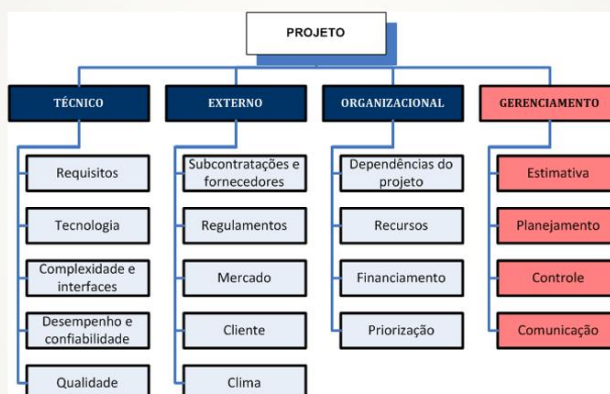 PROJETO
TÉCNICO
EXTERNO
ORGANIZACIONAL
GERENCIAMENTO
Requisitos
Tecnologia
Complexidade e
interfaces
Desempenho e
confiabilidade
Qualidade
Subcontratações e
fornecedores
Regulamentos
Mercado
Cliente
Clima
Dependências do
projeto
Recursos
Financiamento
Priorização
Estimativa
Planejamento
Controle
Comunicação